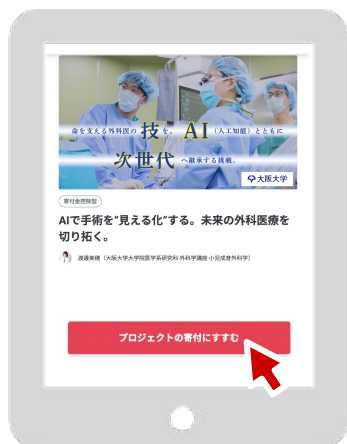 命を支える外科医の技を、AI（人工知能）とともに
次世代へ継承する挑戦。
大阪大学
寄付金控除型
AIで手術を“見える化”する。未来の外科医療を
切り拓く。
渡邊美穂（大阪大学大学院医学系研究科 外科学講座 小児成育外科学）
プロジェクトの寄付にすすむ